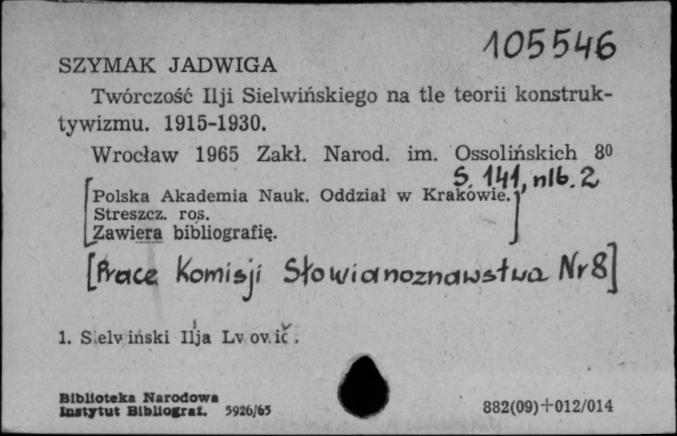 105546
SZYMAK JADWIGA
Twórczość Ilji Sielwińskiego na tle teorii konstruk-
tywizmu. 1915-1930.
Wrocław 1965 Zakł. Narod. im. Ossolińskich 8⁰
S. 141, nlb. 2
[Polska Akademia Nauk. Oddział w Krakowie.
Streszcz. ros.
Zawiera bibliografię.]
[Prace Komisji Słowianoznawstwa Nr 8]
1. Sielwiński Ilja Lvovič.
Biblioteka Narodowa
Instytut Bibliograf. 5926/65
882(09)+012/014